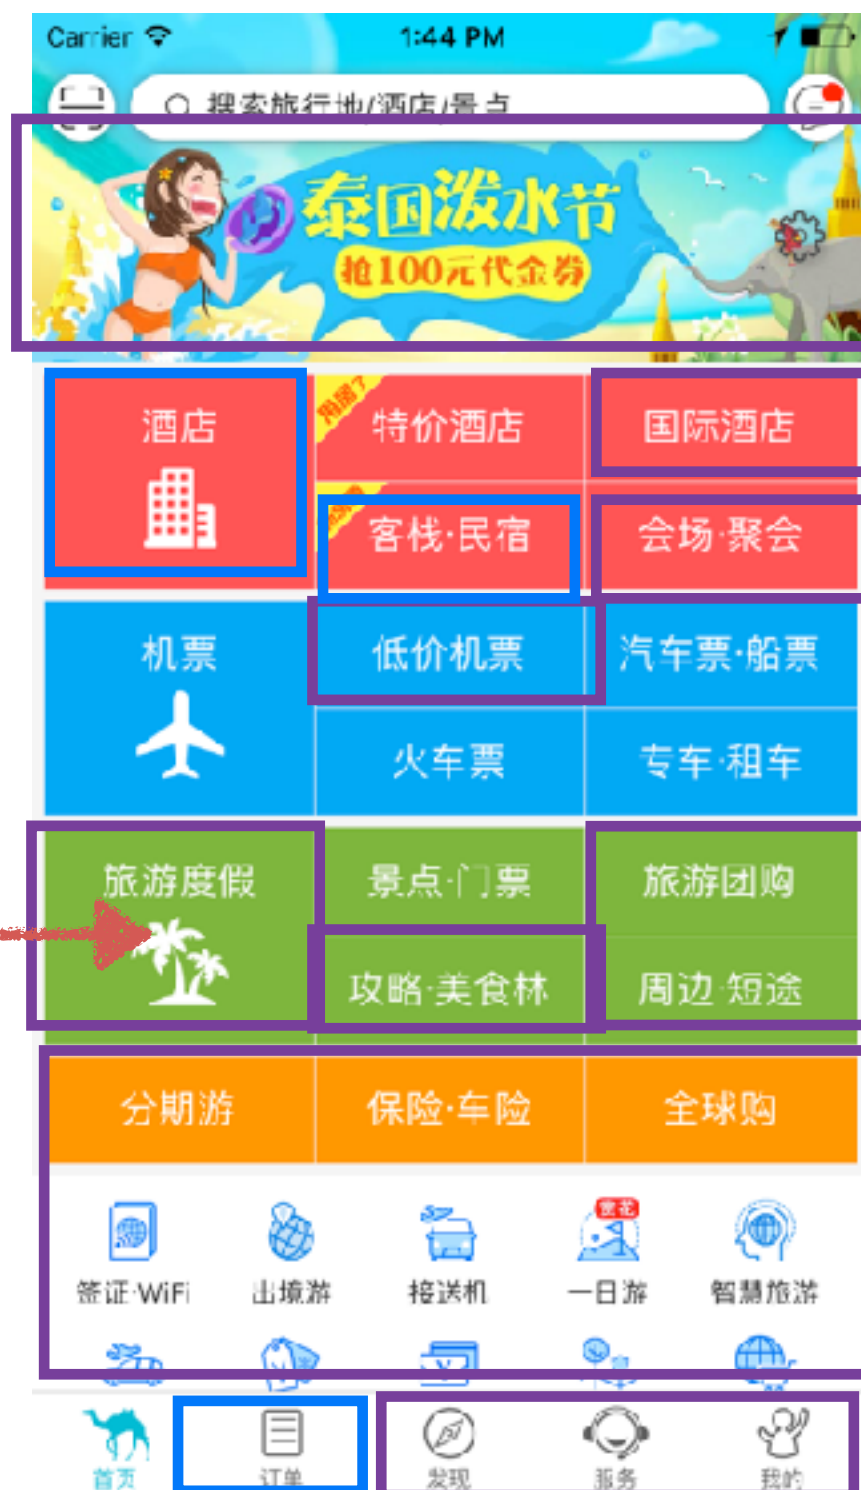 Carrier 1:44 PM
搜索旅行地/酒店/景点
泰国泼水节
抢100元代金券
酒店 特价酒店 国际酒店
客栈·民宿 会场·聚会
机票 低价机票 汽车票·船票
火车票 专车·租车
旅游度假 景点·门票 旅游团购
攻略·美食林 周边·短途
分期游 保险·车险 全球购
赏花
签证·WiFi 出境游 接送机 一日游 智慧旅游
首页 订单 发现 服务 我的